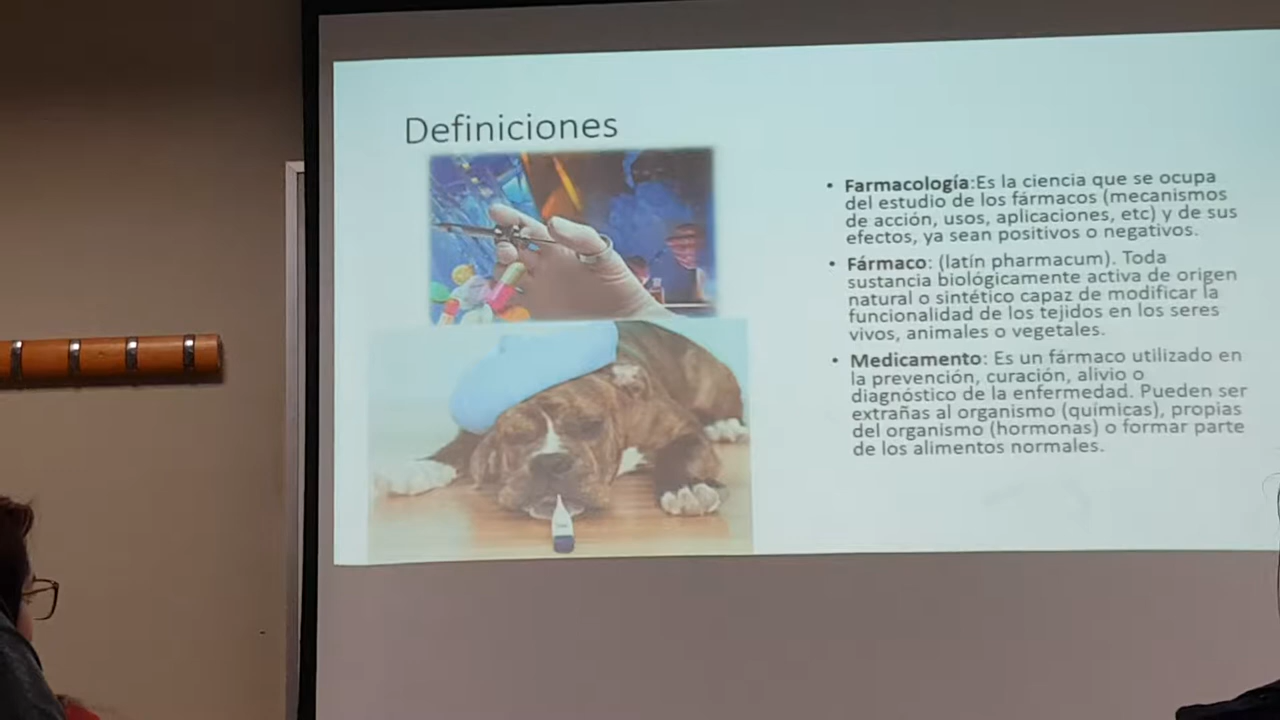 Definiciones
• Farmacología:Es la ciencia que se ocupa
del estudio de los fármacos (mecanismos
de acción, usos, aplicaciones, etc) y de sus
efectos, ya sean positivos o negativos.
• Fármaco: (latín pharmacum). Toda
sustancia biológicamente activa de origen
natural o sintético capaz de modificar la
funcionalidad de los tejidos en los seres
vivos, animales o vegetales.
• Medicamento: Es un fármaco utilizado en
la prevención, curación, alivio o
diagnóstico de la enfermedad. Pueden ser
extrañas al organismo (químicas), propias
del organismo (hormonas) o formar parte
de los alimentos normales.